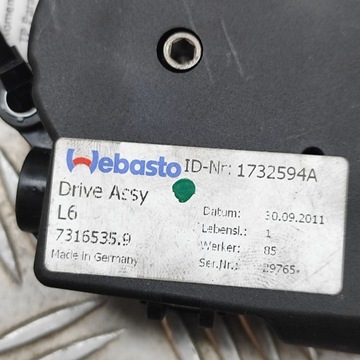 Webasto ID-Nr: 1732594A
Drive Assy
L6
7316535.9
Made in Germany
Datum: 30.09.2011
Lebensl.: 1
Werker: 85
Ser.Nr.: